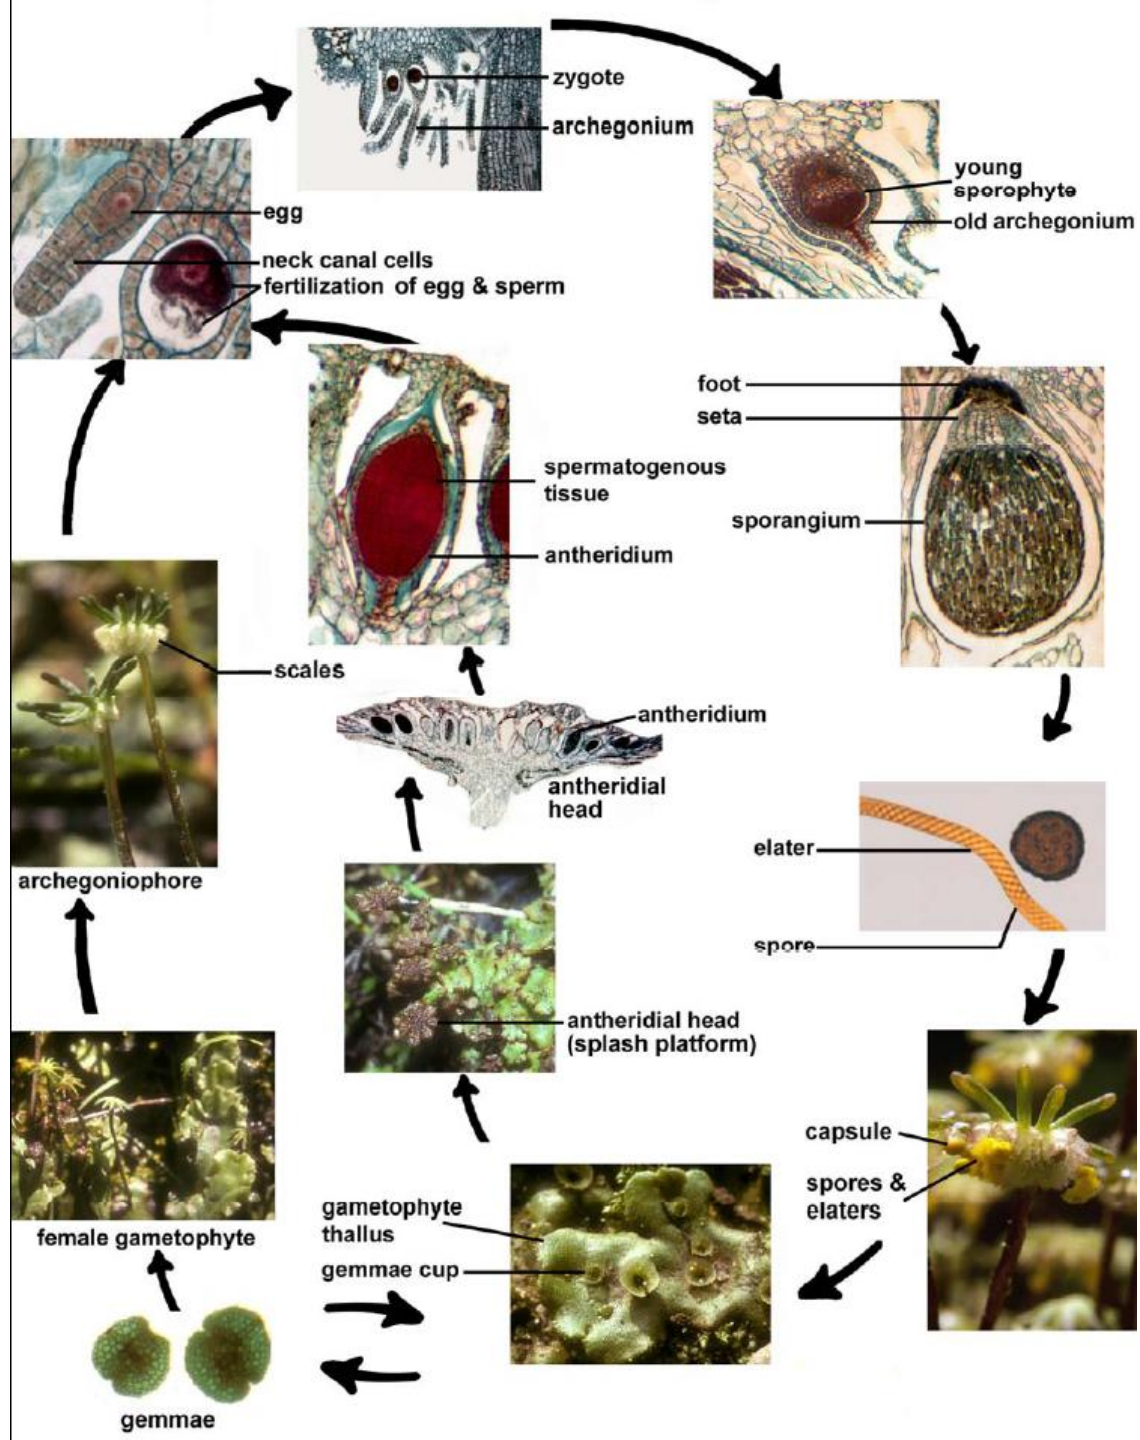 zygote
archegonium
young
sporophyte
old archegonium
egg
neck canal cells
fertilization of egg & sperm
foot
seta
sporangium
spermatogenous
tissue
antheridium
scales
antheridium
antheridial
head
archegoniophore
elater
spore
antheridial head
(splash platform)
capsule
spores &
elaters
gametophyte
thallus
gemmae cup
female gametophyte
gemmae